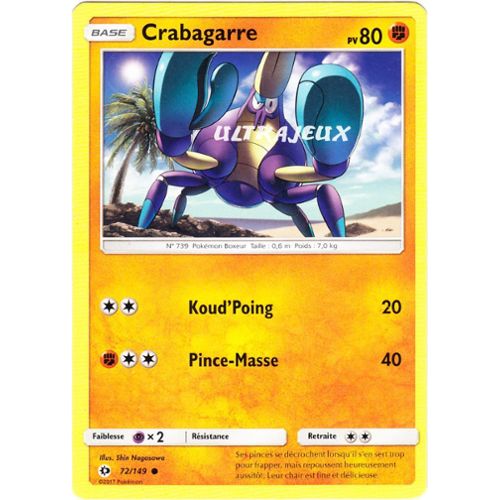 BASE Crabagarre PV80
ULTRAJEUX
N° 739 Pokémon Boxeur Taille : 0,6 m Poids : 7,0 kg
Koud'Poing 20
Pince-Masse 40
Faiblesse ×2 Résistance Retraite
Illus. Shin Nagasawa
72/149
©2017 Pokémon
Ses pinces se décrochent lorsqu'il s'en sert trop
pour frapper, mais repoussent heureusement
aussitôt. Leur chair est fine et délicieuse.